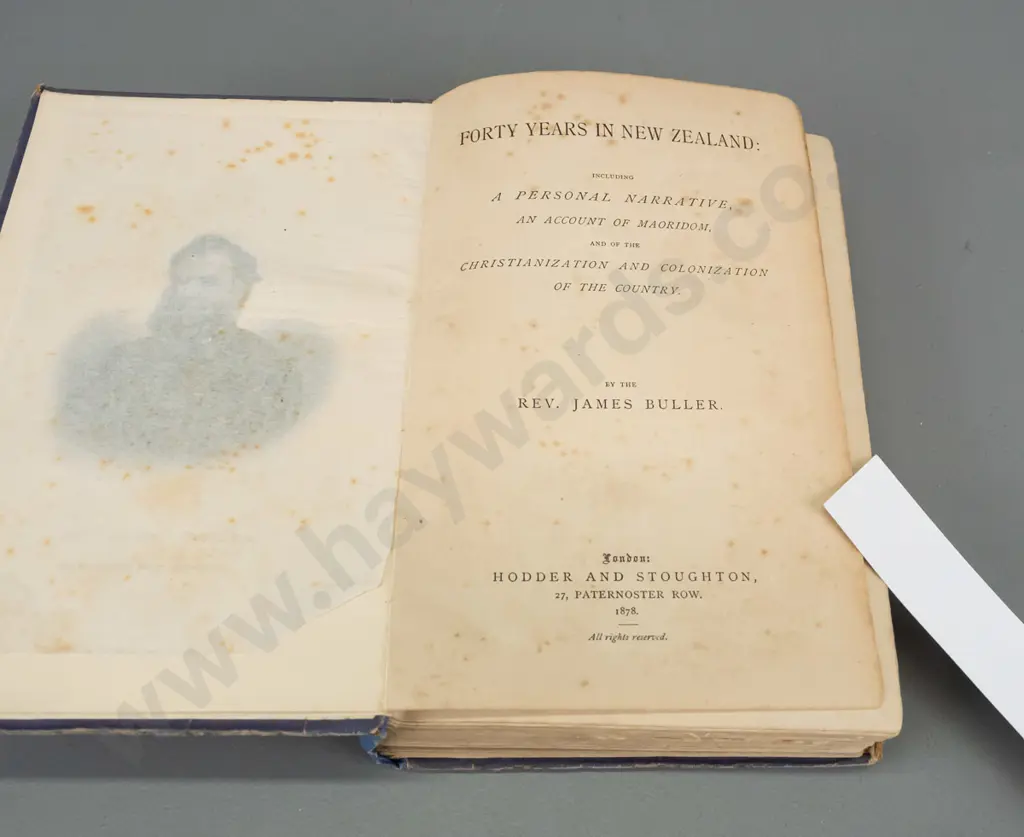 FORTY YEARS IN NEW ZEALAND:
INCLUDING
A PERSONAL NARRATIVE,
AN ACCOUNT OF MAORIDOM,
AND OF THE
CHRISTIANIZATION AND COLONIZATION
OF THE COUNTRY.
BY THE
REV. JAMES BULLER.
London:
HODDER AND STOUGHTON,
27, PATERNOSTER ROW.
1878.
All rights reserved.
www.haywards.co.